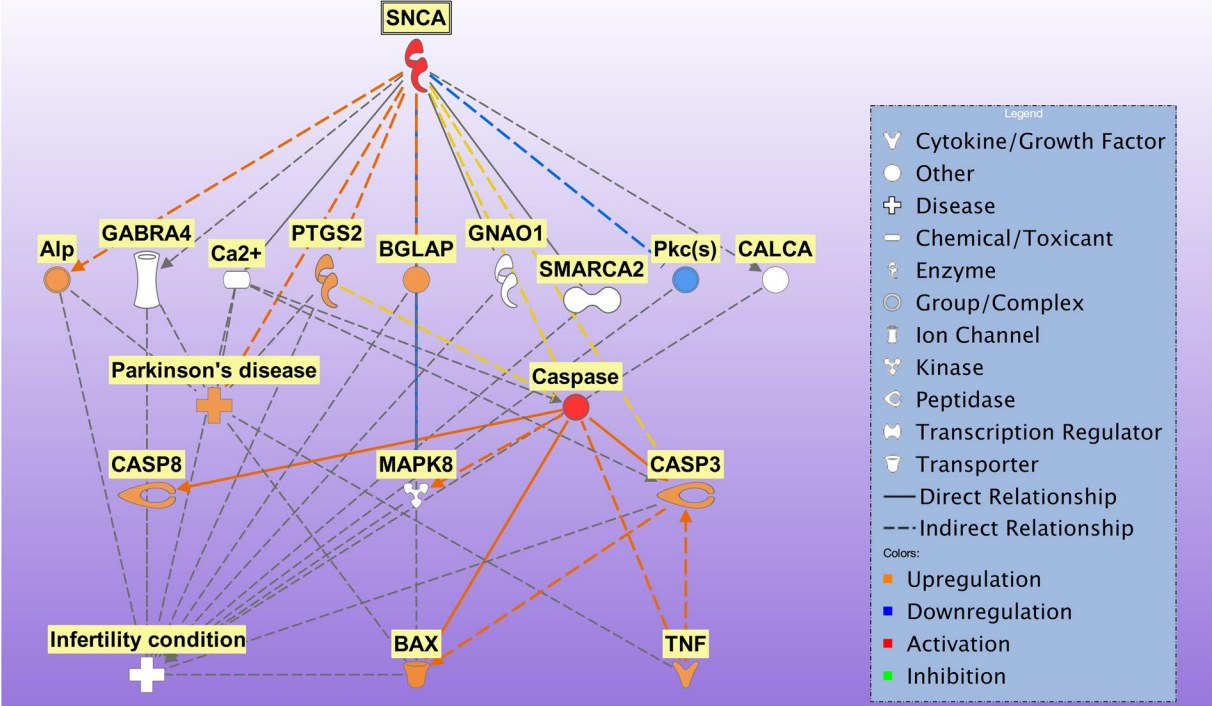 SNCA
Alp
GABRA4
Ca2+
PTGS2
BGLAP
GNAO1
SMARCA2
Pkc(s)
CALCA
Parkinson's disease
Caspase
CASP8
MAPK8
CASP3
Infertility condition
BAX
TNF
Legend
Cytokine/Growth Factor
Other
Disease
Chemical/Toxicant
Enzyme
Group/Complex
Ion Channel
Kinase
Peptidase
Transcription Regulator
Transporter
Direct Relationship
Indirect Relationship
Colors:
Upregulation
Downregulation
Activation
Inhibition